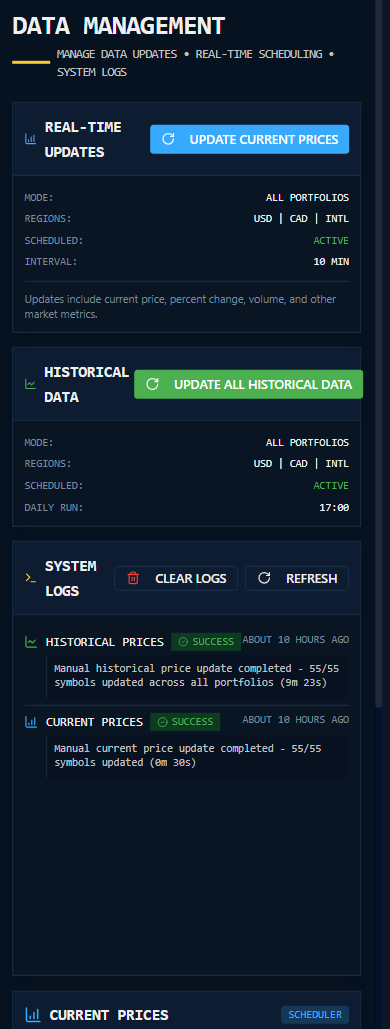 DATA MANAGEMENT
MANAGE DATA UPDATES • REAL-TIME SCHEDULING •
SYSTEM LOGS
REAL-TIME
UPDATES
UPDATE CURRENT PRICES
MODE: ALL PORTFOLIOS
REGIONS: USD | CAD | INTL
SCHEDULED: ACTIVE
INTERVAL: 10 MIN
Updates include current price, percent change, volume, and other
market metrics.
HISTORICAL
DATA
UPDATE ALL HISTORICAL DATA
MODE: ALL PORTFOLIOS
REGIONS: USD | CAD | INTL
SCHEDULED: ACTIVE
DAILY RUN: 17:00
SYSTEM
LOGS
CLEAR LOGS REFRESH
HISTORICAL PRICES SUCCESS ABOUT 10 HOURS AGO
Manual historical price update completed - 55/55
symbols updated across all portfolios (9m 23s)
CURRENT PRICES SUCCESS ABOUT 10 HOURS AGO
Manual current price update completed - 55/55
symbols updated (0m 30s)
CURRENT PRICES SCHEDULER